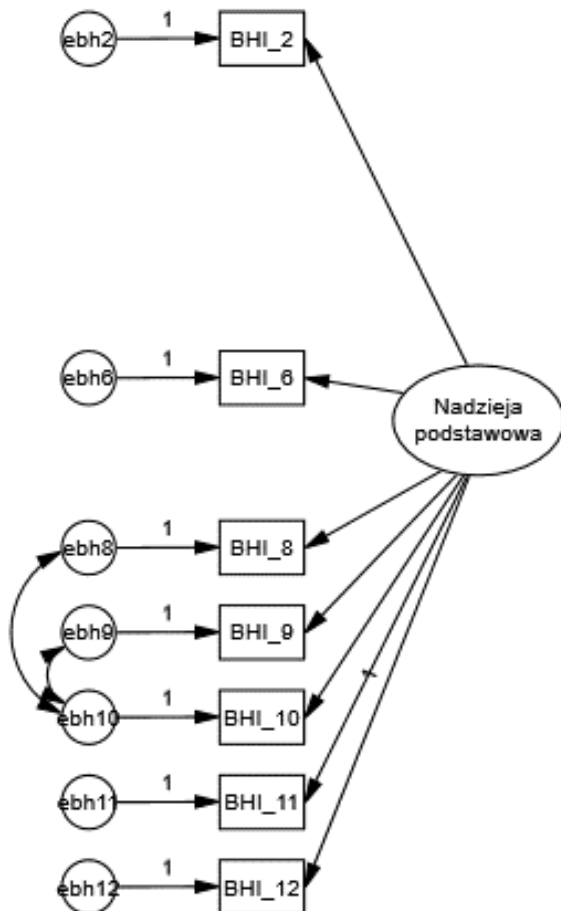 1
ebh2 BHI_2
1
ebh6 BHI_6
Nadzieja
podstawowa
1
ebh8 BHI_8
1
ebh9 BHI_9
1
1
ebh10 BHI_10
1
ebh11 BHI_11
1
ebh12 BHI_12